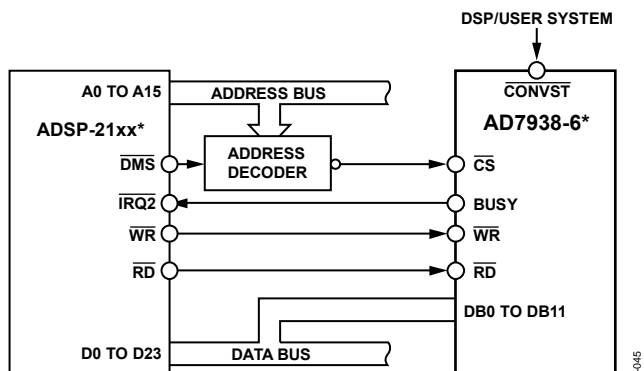 DSP/USER SYSTEM
A0 TO A15
ADDRESS BUS
CONVST
ADSP-21xx*
AD7938-6*
DMS
ADDRESS
DECODER
CS
IRQ2
BUSY
WR
WR
RD
RD
DB0 TO DB11
D0 TO D23
DATA BUS
-045